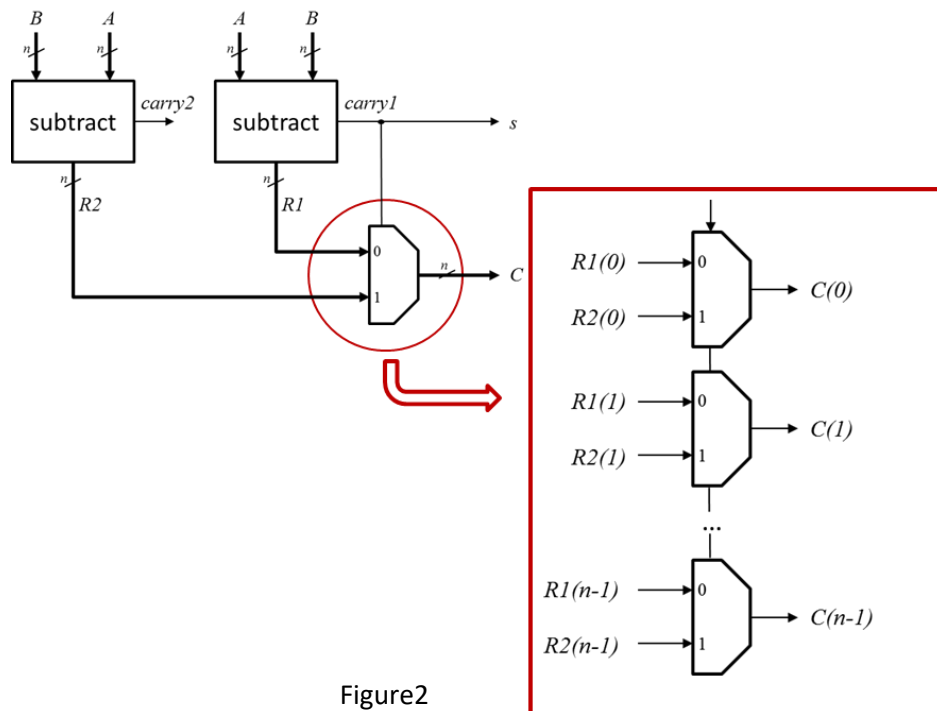 B A A B
n n n n
subtract carry2 subtract carry1 s
n n
R2 R1
0 n C
1
R1(0) 0 C(0)
R2(0) 1
R1(1) 0 C(1)
R2(1) 1
...
R1(n-1) 0 C(n-1)
R2(n-1) 1
Figure2